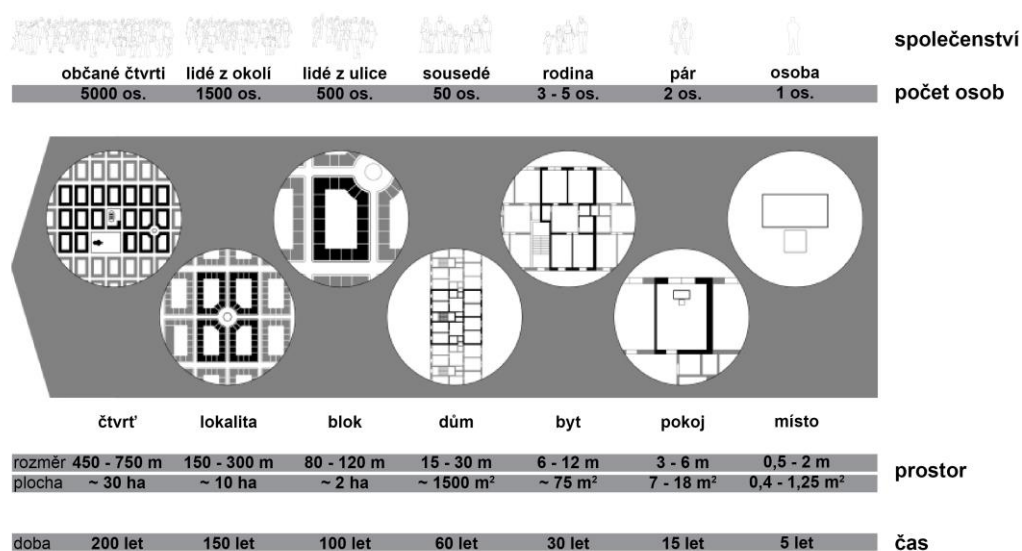 společenství
občané čtvrti lidé z okolí lidé z ulice sousedé rodina pár osoba
5000 os. 1500 os. 500 os. 50 os. 3 - 5 os. 2 os. 1 os. počet osob
čtvrť lokalita blok dům byt pokoj místo
rozměr 450 - 750 m 150 - 300 m 80 - 120 m 15 - 30 m 6 - 12 m 3 - 6 m 0,5 - 2 m
prostor
plocha ~ 30 ha ~ 10 ha ~ 2 ha ~ 1500 m² ~ 75 m² 7 - 18 m² 0,4 - 1,25 m²
doba 200 let 150 let 100 let 60 let 30 let 15 let 5 let čas